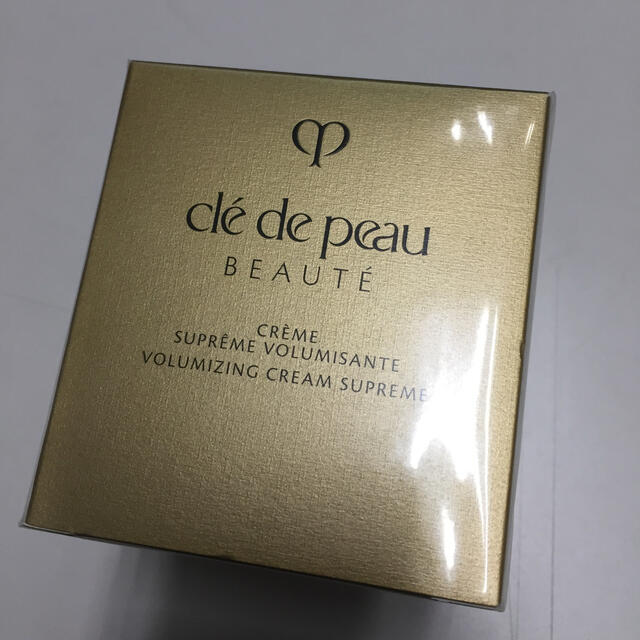 clé de peau
BEAUTÉ
CRÈME
SUPRÊME VOLUMISANTE
VOLUMIZING CREAM SUPREME